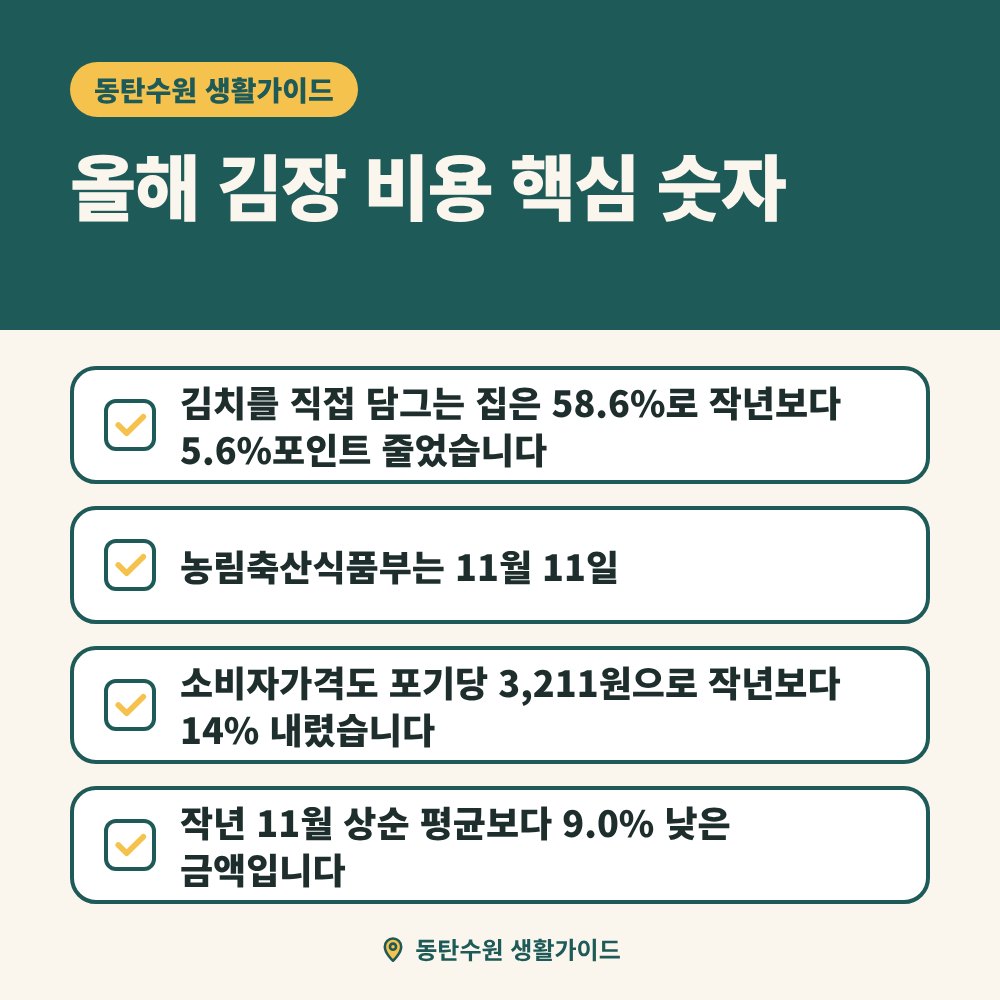 동탄수원 생활가이드
올해 김장 비용 핵심 숫자
김치를 직접 담그는 집은 58.6%로 작년보다
5.6%포인트 줄었습니다
농림축산식품부는 11월 11일
소비자가격도 포기당 3,211원으로 작년보다
14% 내렸습니다
작년 11월 상순 평균보다 9.0% 낮은
금액입니다
동탄수원 생활가이드